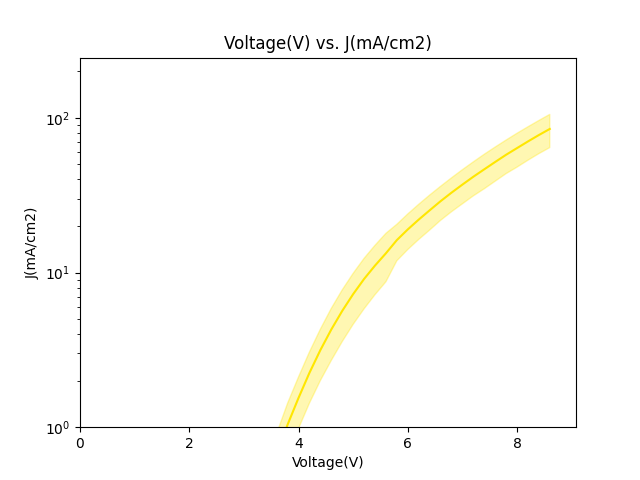 Voltage(V) vs. J(mA/cm2)
J(mA/cm2)
10²
10¹
10⁰
0 2 4 6 8
Voltage(V)